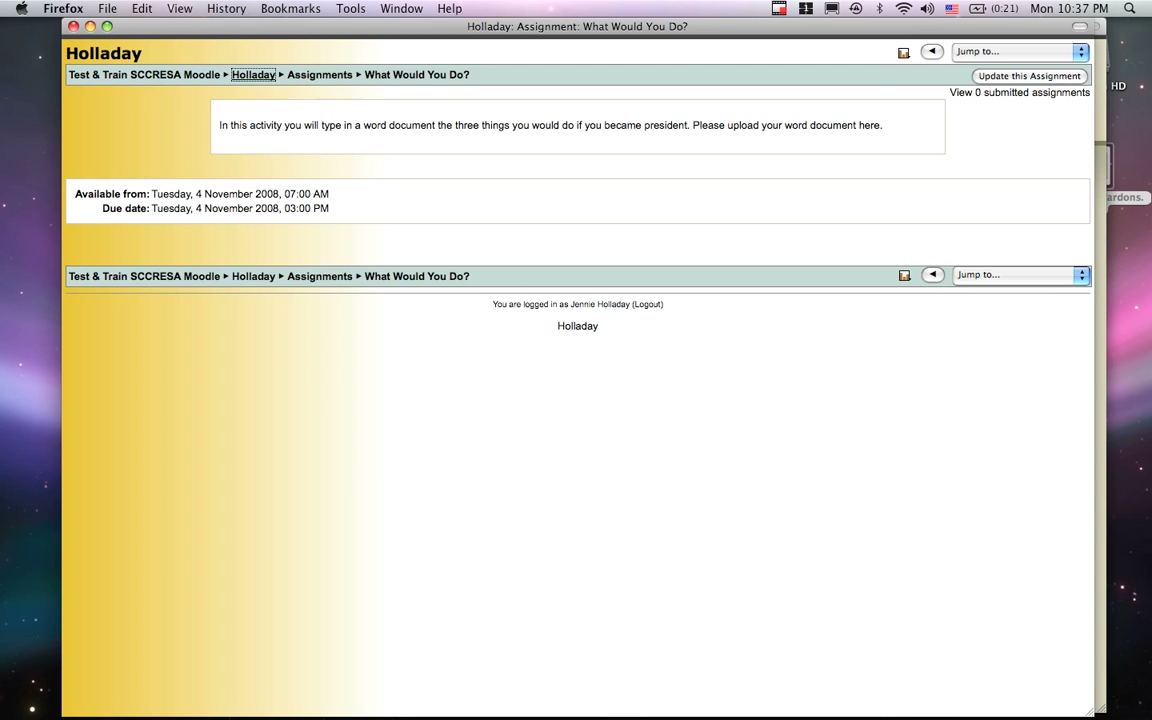 Firefox File Edit View History Bookmarks Tools Window Help (0:21) Mon 10:37 PM
Holladay: Assignment: What Would You Do?
Holladay
Jump to...
Test & Train SCCRESA Moodle ▸ Holladay ▸ Assignments ▸ What Would You Do?
Update this Assignment
HD
View 0 submitted assignments
In this activity you will type in a word document the three things you would do if you became president. Please upload your word document here.
Available from: Tuesday, 4 November 2008, 07:00 AM
ardons.
Due date: Tuesday, 4 November 2008, 03:00 PM
Test & Train SCCRESA Moodle ▸ Holladay ▸ Assignments ▸ What Would You Do?
Jump to...
You are logged in as Jennie Holladay (Logout)
Holladay